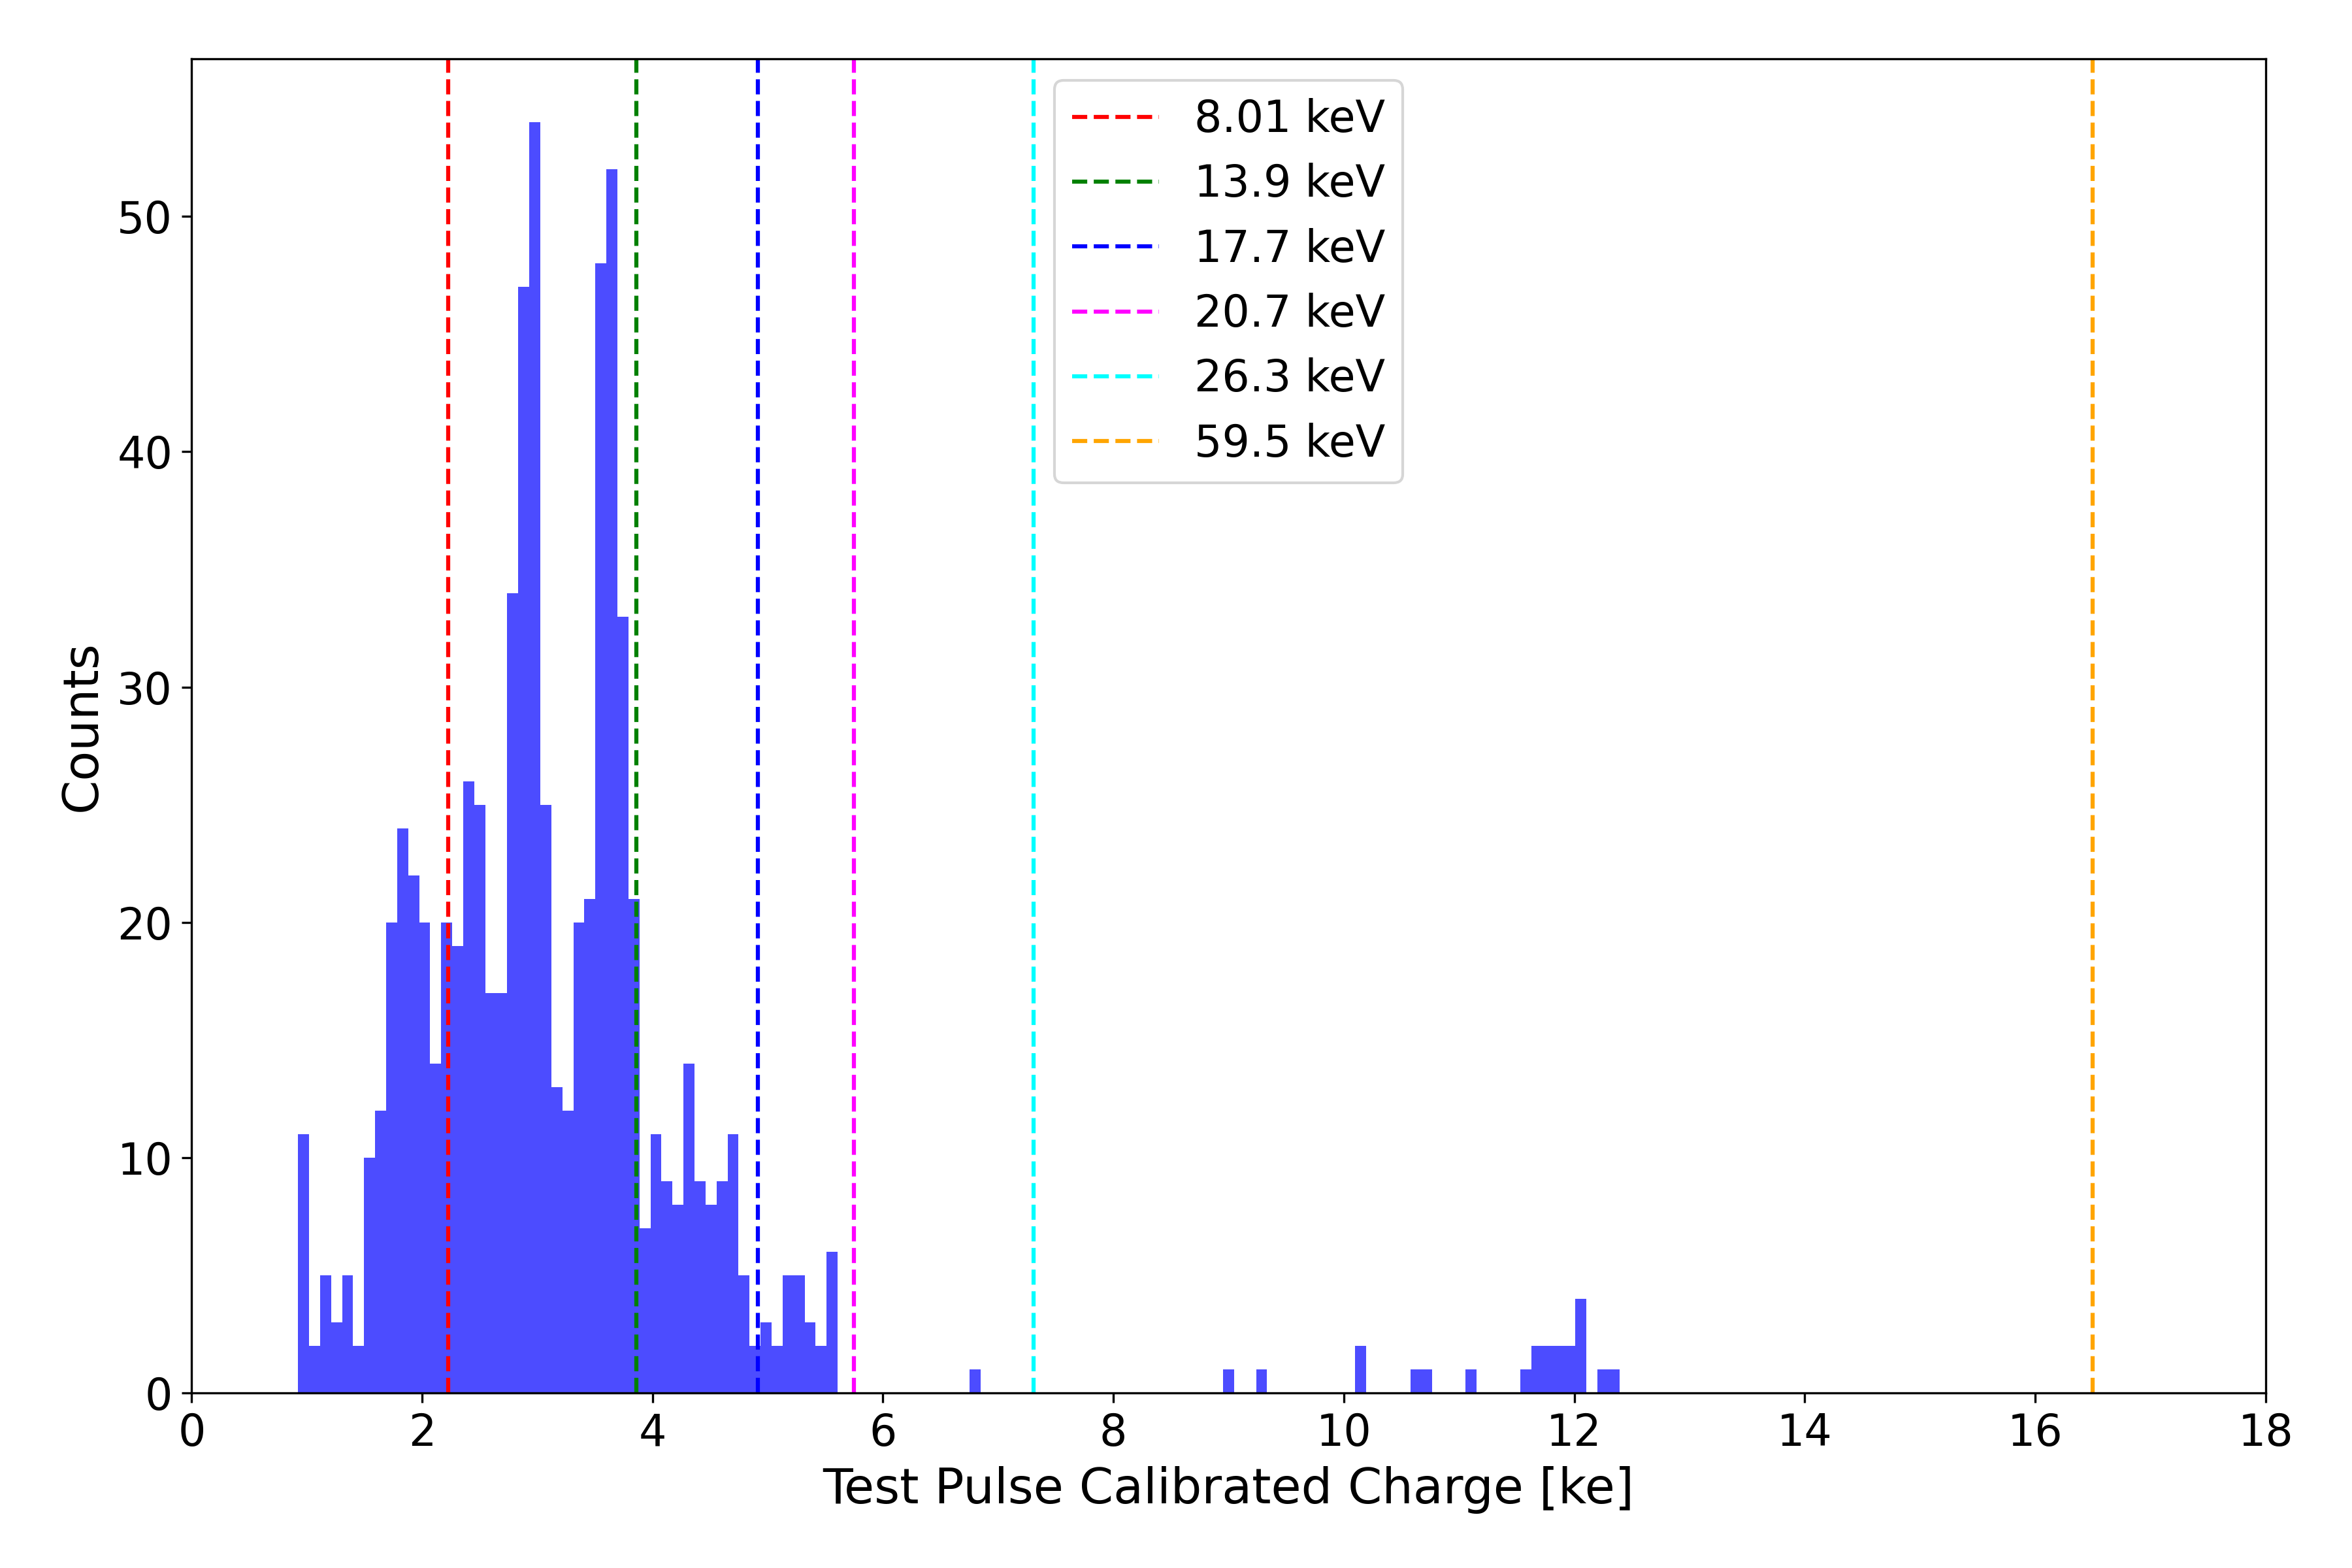 8.01 keV
13.9 keV
17.7 keV
20.7 keV
26.3 keV
59.5 keV
50
40
30
20
10
0
Counts
0 2 4 6 8 10 12 14 16 18
Test Pulse Calibrated Charge [ke]